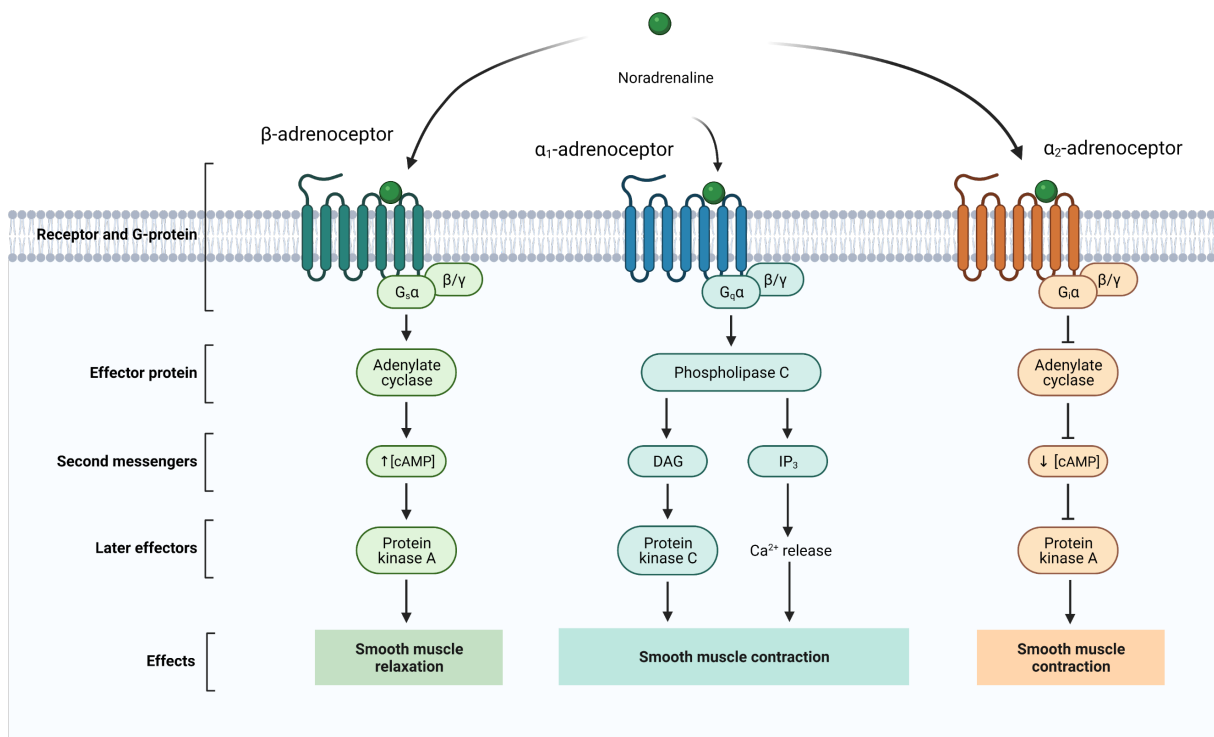 Noradrenaline
β-adrenoceptor
α₁-adrenoceptor
α₂-adrenoceptor
Receptor and G-protein
β/γ
Gₛα
β/γ
G_qα
β/γ
Gᵢα
Effector protein
Adenylate
cyclase
Phospholipase C
Adenylate
cyclase
Second messengers
↑[cAMP]
DAG
IP₃
↓ [cAMP]
Later effectors
Protein
kinase A
Protein
kinase C
Ca²⁺ release
Protein
kinase A
Effects
Smooth muscle
relaxation
Smooth muscle contraction
Smooth muscle
contraction